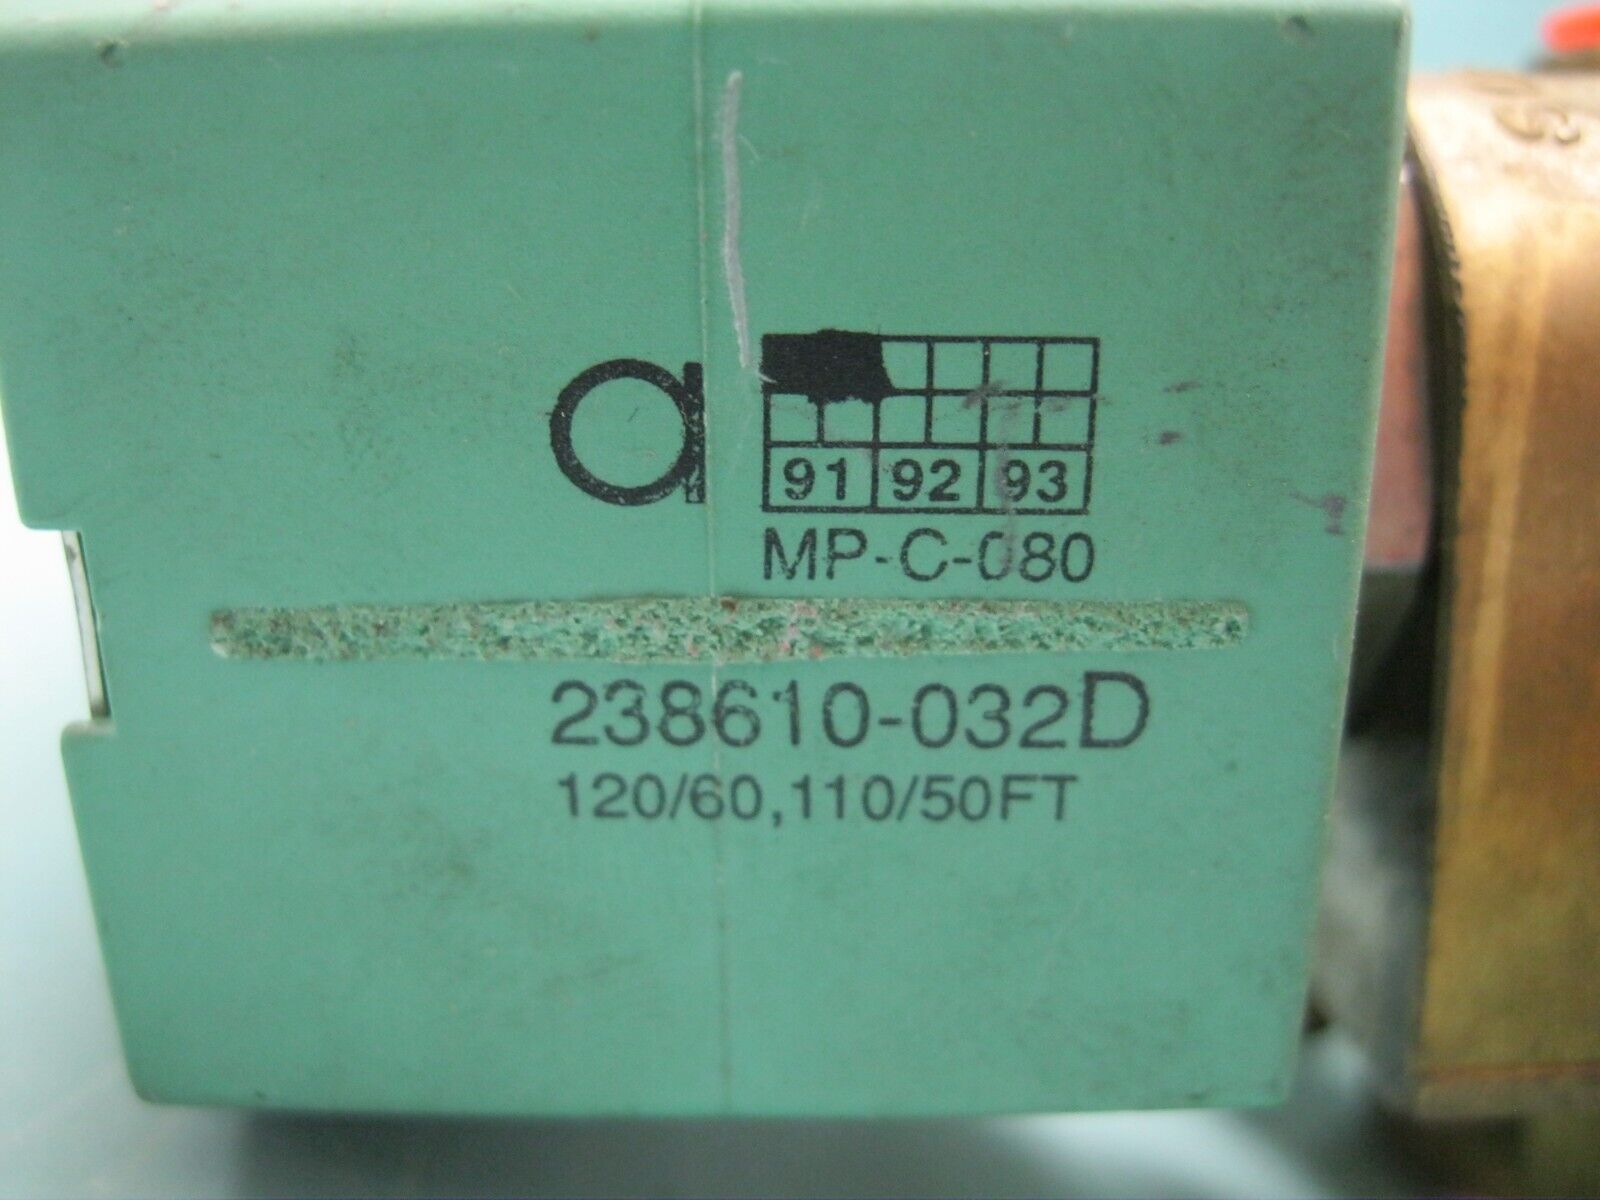 a
91 92 93
MP-C-080
238610-032D
120/60,110/50FT